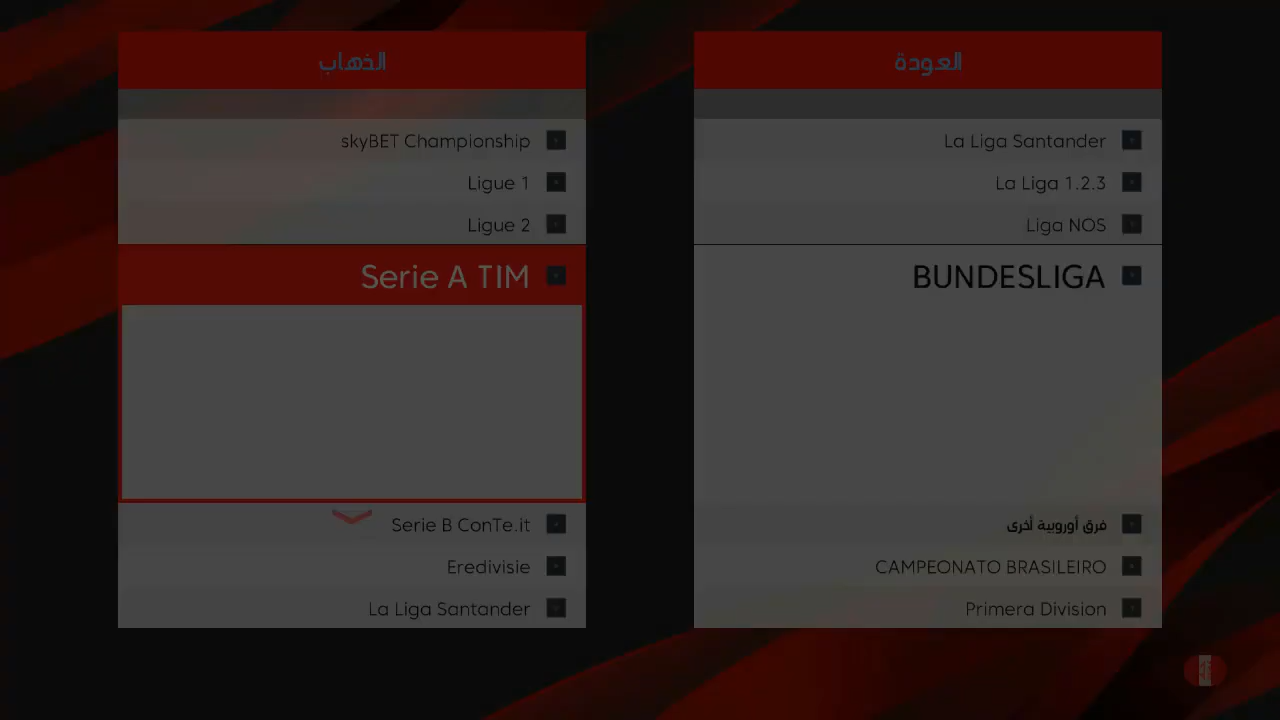 الذهاب
skyBET Championship
Ligue 1
Ligue 2
Serie A TIM
Serie B ConTe.it
Eredivisie
La Liga Santander
العودة
La Liga Santander
La Liga 1.2.3
Liga NOS
BUNDESLIGA
فرق أوروبية أخرى
CAMPEONATO BRASILEIRO
Primera Division